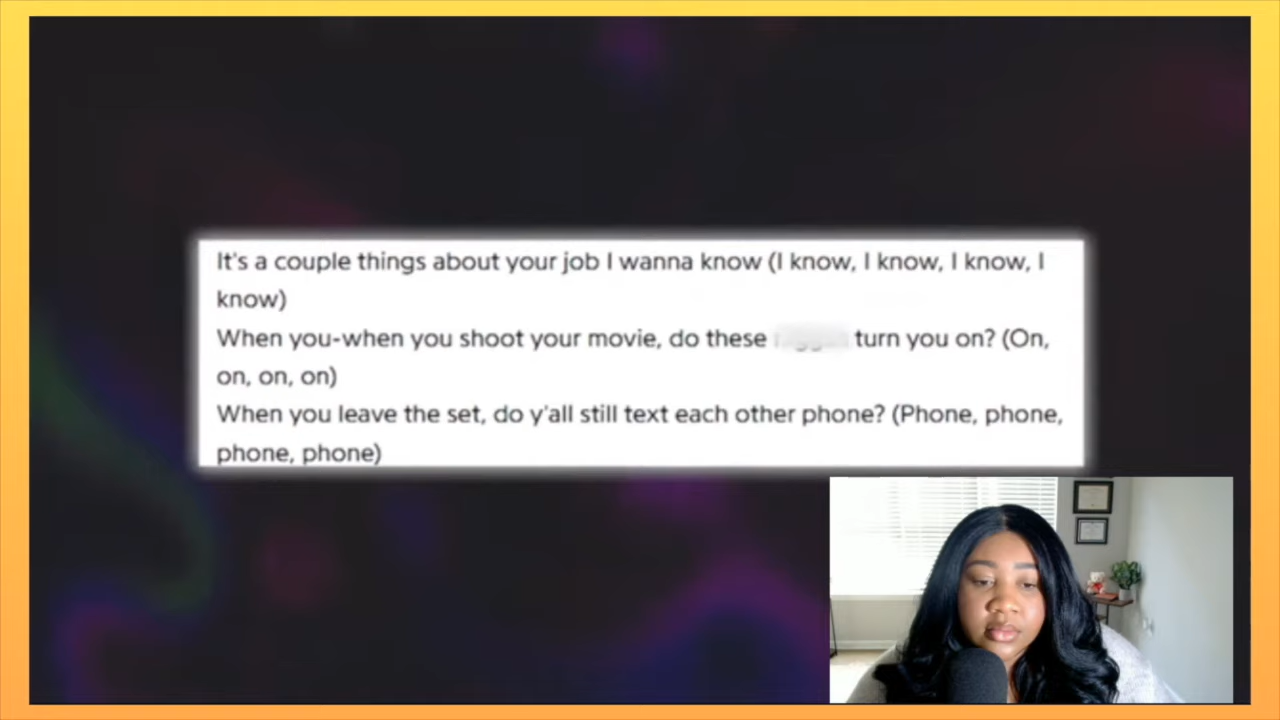 It's a couple things about your job I wanna know (I know, I know, I know, I
know)
When you-when you shoot your movie, do these turn you on? (On,
on, on, on)
When you leave the set, do y'all still text each other phone? (Phone, phone,
phone, phone)